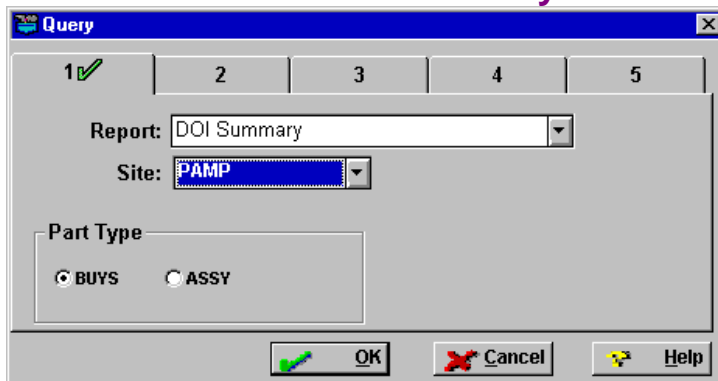 Query
1 2 3 4 5
Report: DOI Summary
Site: PAMP
Part Type
BUYS ASSY
OK Cancel Help